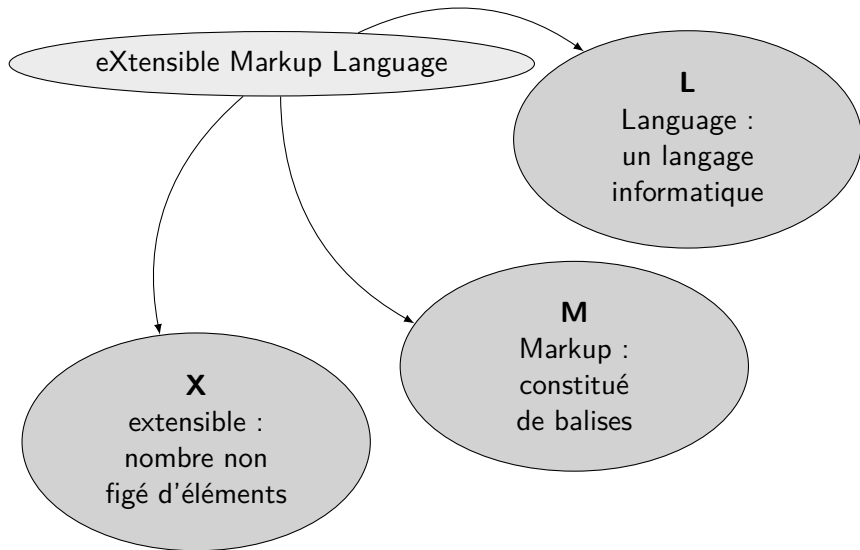 eXtensible Markup Language
L
Language :
un langage
informatique
M
Markup :
constitué
de balises
X
extensible :
nombre non
figé d'éléments